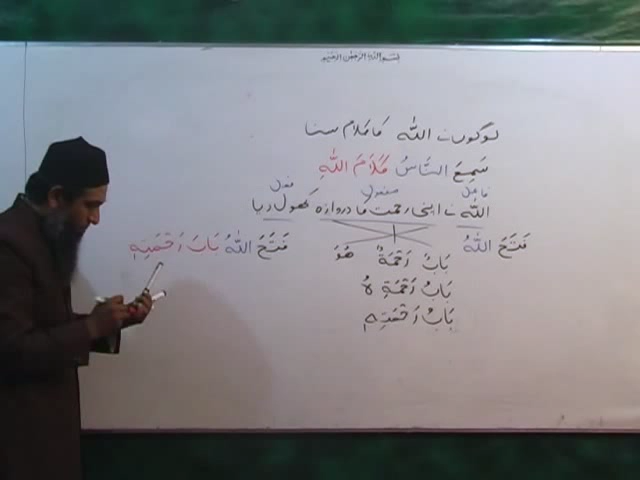 بسم اللہ الرحمٰن الرحیم
لوگوں نے اللہ کا کلام سنا
سَمِعَ النَّاسُ كَلَامَ اللّٰهِ
فاعل مفعول فعل
اللہ نے اپنی رحمت کا دروازہ کھول دیا
فَتَحَ اللّٰهُ
فَتَحَ اللّٰهُ بَابَ رَحْمَتِهٖ
بَابُ رَحْمَةٌ هُوَ
بَابُ رَحْمَةِ هُ
بَابُ رَحْمَتِهٖ